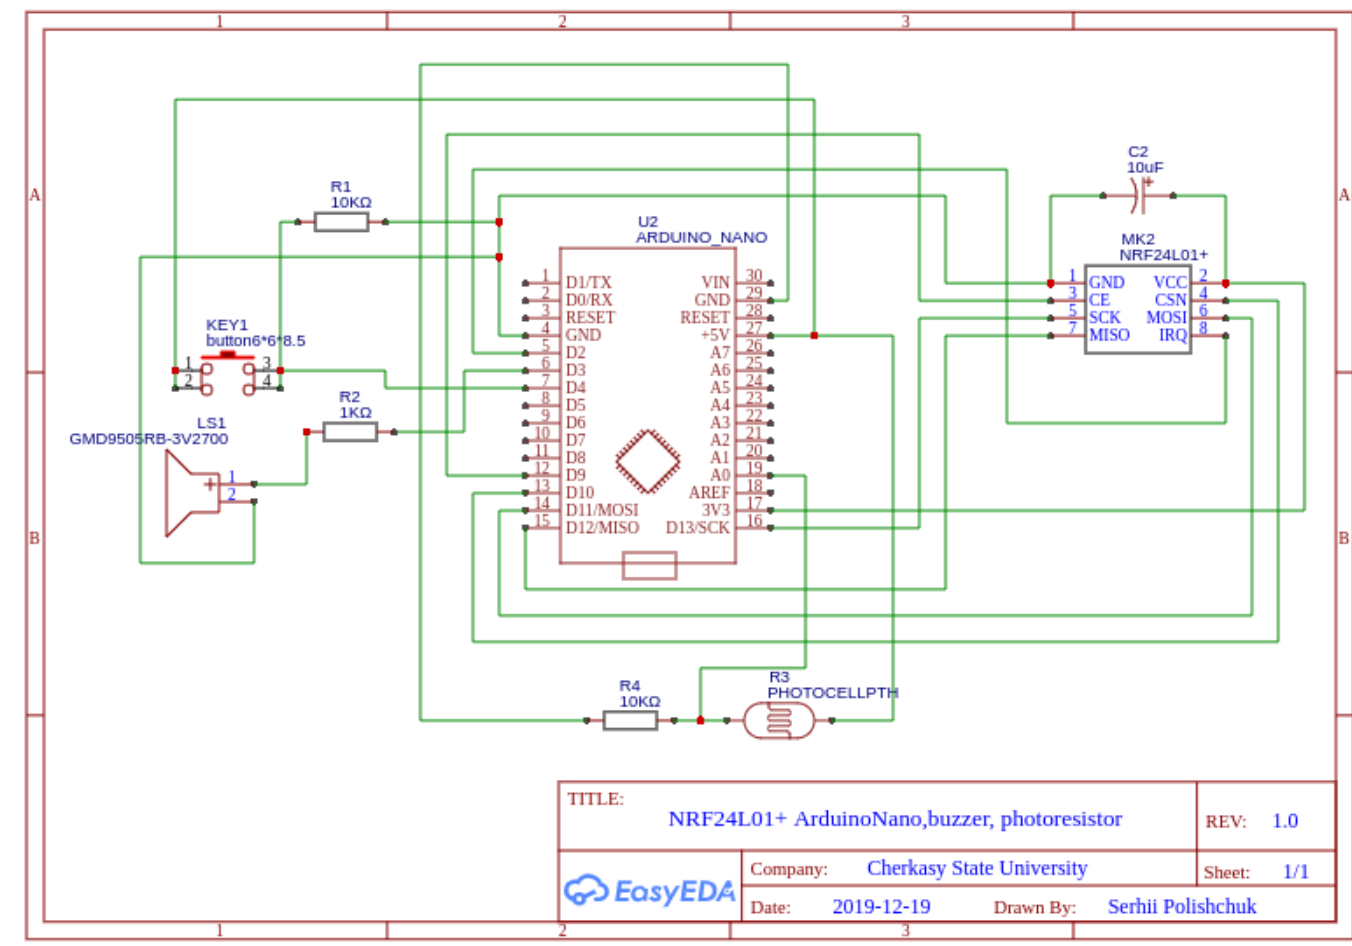 1 2 3
A
A
B
B
1 2 3
C2
10uF
+
R1
10KΩ
U2
ARDUINO_NANO
MK2
NRF24L01+
1 GND VCC 2
3 CE CSN 4
5 SCK MOSI 6
7 MISO IRQ 8
1 D1/TX VIN 30
2 D0/RX GND 29
3 RESET RESET 28
4 GND +5V 27
5 D2 A7 26
6 D3 A6 25
7 D4 A5 24
8 D5 A4 23
9 D6 A3 22
10 D7 A2 21
11 D8 A1 20
12 D9 A0 19
13 D10 AREF 18
14 D11/MOSI 3V3 17
15 D12/MISO D13/SCK 16
KEY1
button6*6*8.5
1 3
2 4
R2
1KΩ
LS1
GMD9505RB-3V2700
+ 1
2
R4
10KΩ
R3
PHOTOCELLPTH
TITLE:
NRF24L01+ ArduinoNano,buzzer, photoresistor
REV: 1.0
EasyEDA
Company: Cherkasy State University
Sheet: 1/1
Date: 2019-12-19 Drawn By: Serhii Polishchuk